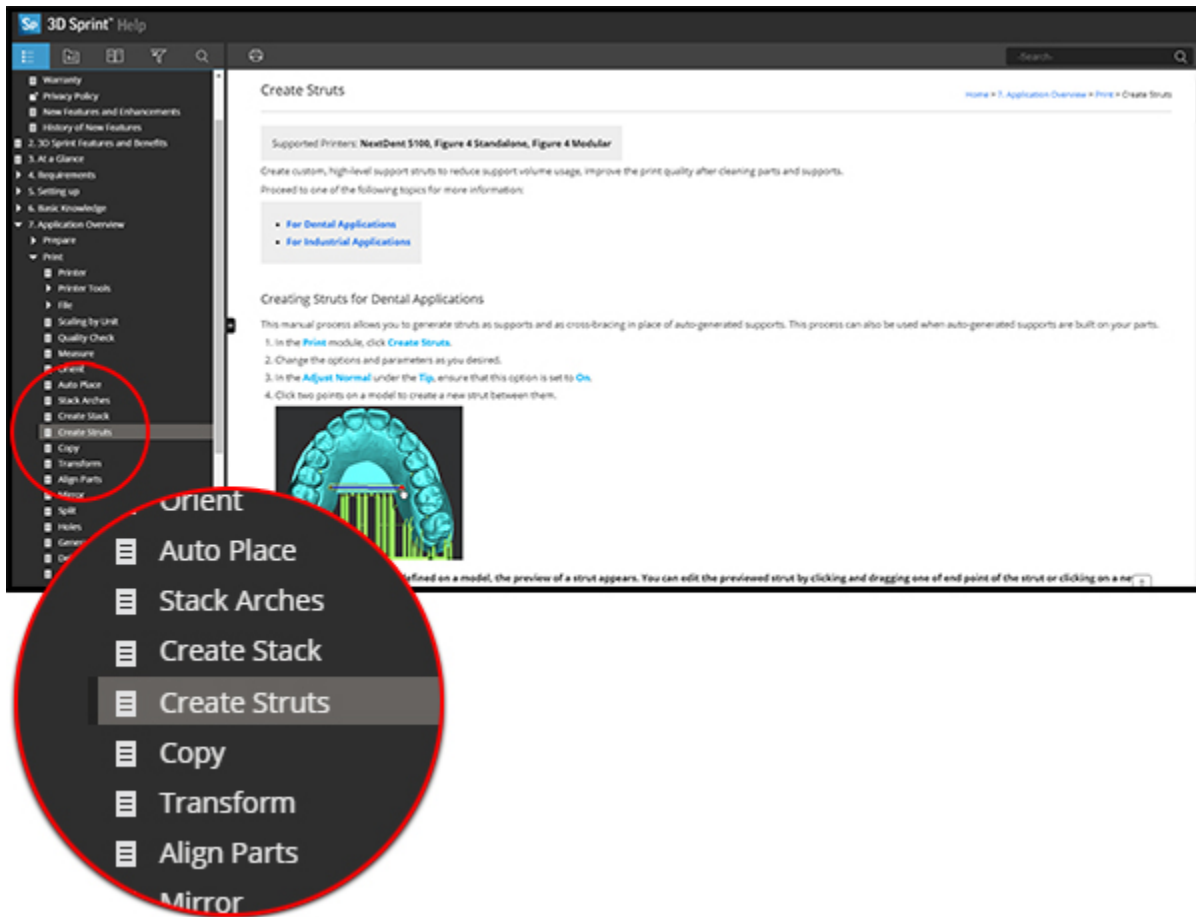 3D Sprint™ Help
-Search-
Warranty
Privacy Policy
New Features and Enhancements
History of New Features
2. 3D Sprint Features and Benefits
3. At a Glance
4. Requirements
5. Setting up
6. Basic Knowledge
7. Application Overview
Prepare
Print
Printer
Printer Tools
File
Scaling by Unit
Quality Check
Measure
Orient
Auto Place
Stack Arches
Create Stack
Create Struts
Copy
Transform
Align Parts
Mirror
Split
Holes
Create Struts
Home » 7. Application Overview » Print » Create Struts
Supported Printers: NextDent 5100, Figure 4 Standalone, Figure 4 Modular
Create custom, high-level support struts to reduce support volume usage, improve the print quality after cleaning parts and supports.
Proceed to one of the following topics for more information:
For Dental Applications
For Industrial Applications
Creating Struts for Dental Applications
This manual process allows you to generate struts as supports and as cross-bracing in place of auto-generated supports. This process can also be used when auto-generated supports are built on your parts.
1. In the Print module, click Create Struts.
2. Change the options and parameters as you desired.
3. In the Adjust Normal under the Tip, ensure that this option is set to On.
4. Click two points on a model to create a new strut between them.
on a model, the preview of a strut appears. You can edit the previewed strut by clicking and dragging one of end point of the strut or clicking on a
Orient
Auto Place
Stack Arches
Create Stack
Create Struts
Copy
Transform
Align Parts
Mirror